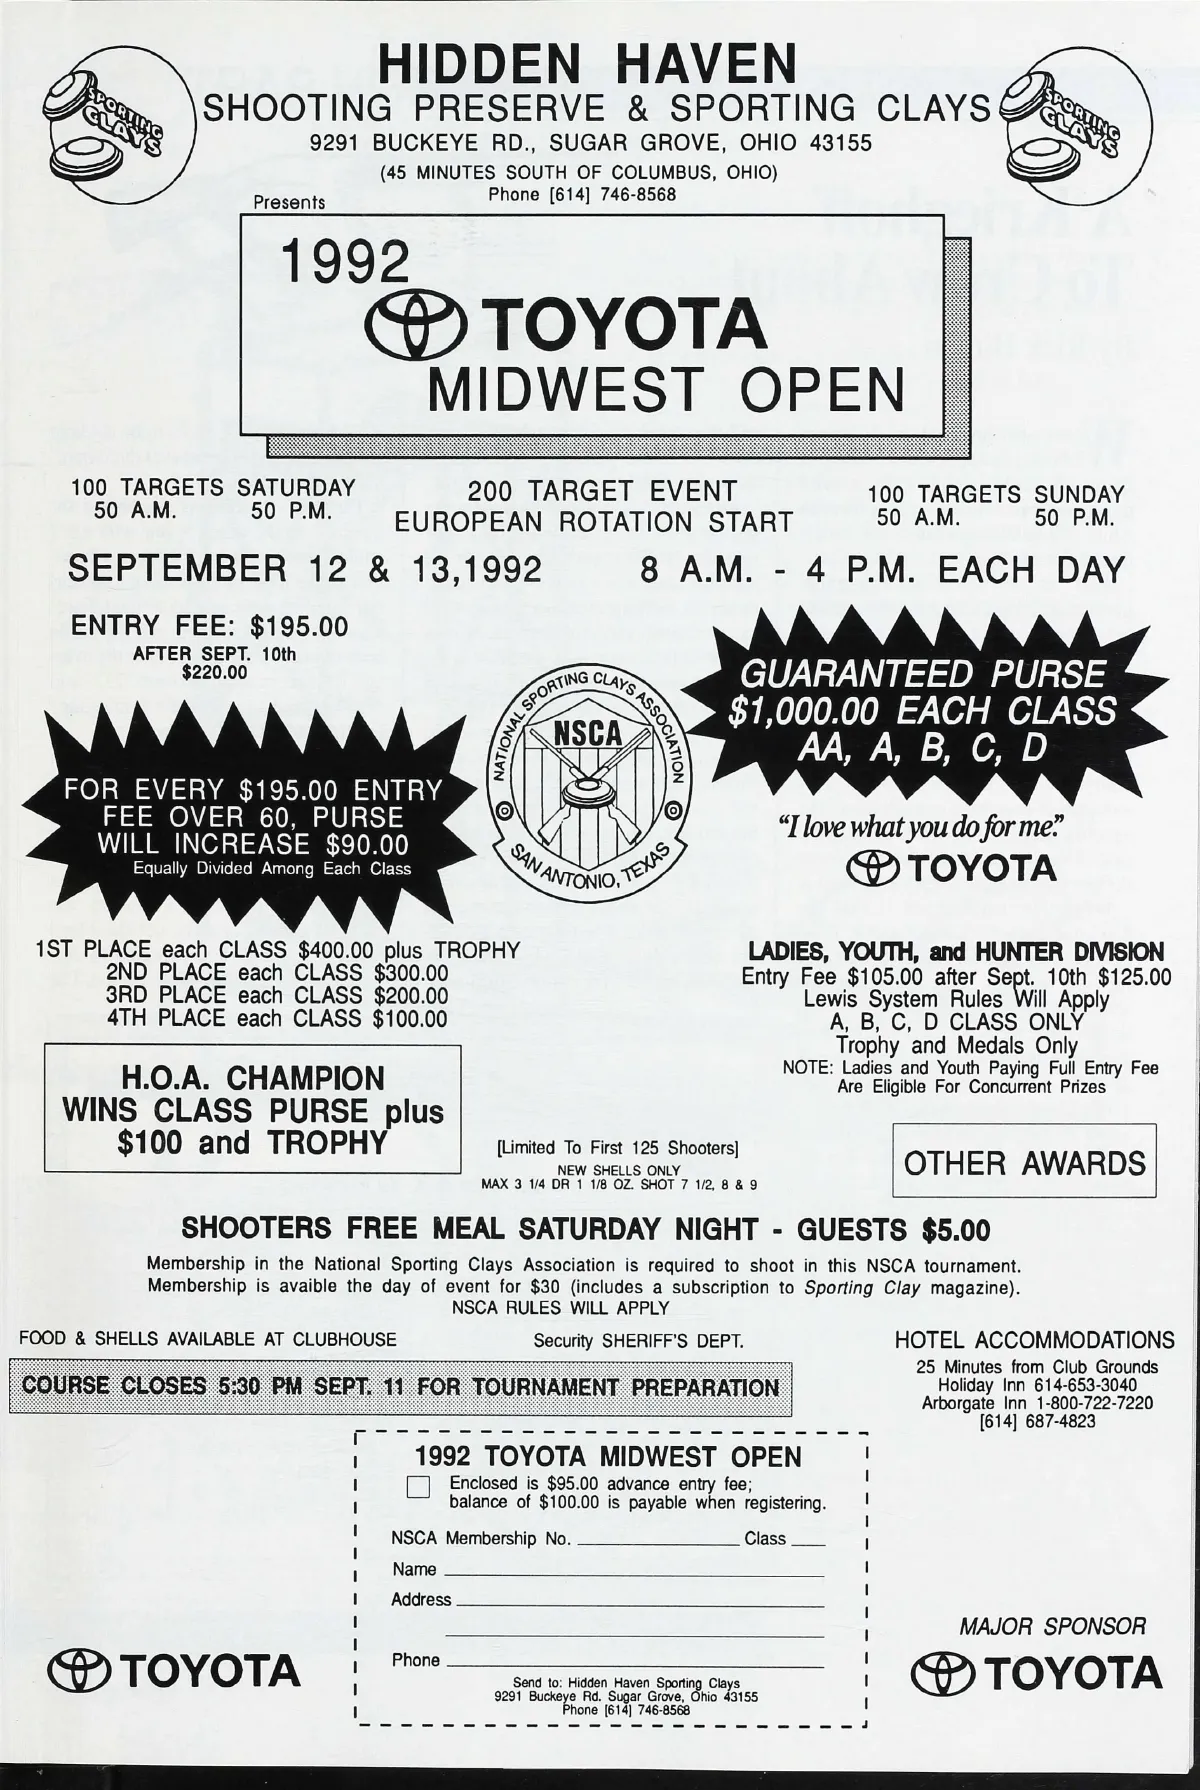 SPORTING CLAYS
HIDDEN HAVEN
SHOOTING PRESERVE & SPORTING CLAYS
9291 BUCKEYE RD., SUGAR GROVE, OHIO 43155
(45 MINUTES SOUTH OF COLUMBUS, OHIO)
Phone [614] 746-8568
SPORTING CLAYS
Presents
1992
TOYOTA
MIDWEST OPEN
100 TARGETS SATURDAY
50 A.M. 50 P.M.
200 TARGET EVENT
EUROPEAN ROTATION START
100 TARGETS SUNDAY
50 A.M. 50 P.M.
SEPTEMBER 12 & 13,1992 8 A.M. - 4 P.M. EACH DAY
ENTRY FEE: $195.00
AFTER SEPT. 10th
$220.00
FOR EVERY $195.00 ENTRY
FEE OVER 60, PURSE
WILL INCREASE $90.00
Equally Divided Among Each Class
NATIONAL SPORTING CLAYS ASSOCIATION
NSCA
SAN ANTONIO, TEXAS
GUARANTEED PURSE
$1,000.00 EACH CLASS
AA, A, B, C, D
“I love what you do for me.”
TOYOTA
1ST PLACE each CLASS $400.00 plus TROPHY
2ND PLACE each CLASS $300.00
3RD PLACE each CLASS $200.00
4TH PLACE each CLASS $100.00
LADIES, YOUTH, and HUNTER DIVISION
Entry Fee $105.00 after Sept. 10th $125.00
Lewis System Rules Will Apply
A, B, C, D CLASS ONLY
Trophy and Medals Only
NOTE: Ladies and Youth Paying Full Entry Fee
Are Eligible For Concurrent Prizes
H.O.A. CHAMPION
WINS CLASS PURSE plus
$100 and TROPHY
[Limited To First 125 Shooters]
NEW SHELLS ONLY
MAX 3 1/4 DR 1 1/8 OZ. SHOT 7 1/2, 8 & 9
OTHER AWARDS
SHOOTERS FREE MEAL SATURDAY NIGHT - GUESTS $5.00
Membership in the National Sporting Clays Association is required to shoot in this NSCA tournament.
Membership is avaible the day of event for $30 (includes a subscription to Sporting Clay magazine).
NSCA RULES WILL APPLY
FOOD & SHELLS AVAILABLE AT CLUBHOUSE
Security SHERIFF'S DEPT.
COURSE CLOSES 5:30 PM SEPT. 11 FOR TOURNAMENT PREPARATION
HOTEL ACCOMMODATIONS
25 Minutes from Club Grounds
Holiday Inn 614-653-3040
Arborgate Inn 1-800-722-7220
[614] 687-4823
1992 TOYOTA MIDWEST OPEN
Enclosed is $95.00 advance entry fee;
balance of $100.00 is payable when registering.
NSCA Membership No. Class
Name
Address
Phone
Send to: Hidden Haven Sporting Clays
9291 Buckeye Rd. Sugar Grove, Ohio 43155
Phone [614] 746-8568
TOYOTA
MAJOR SPONSOR
TOYOTA